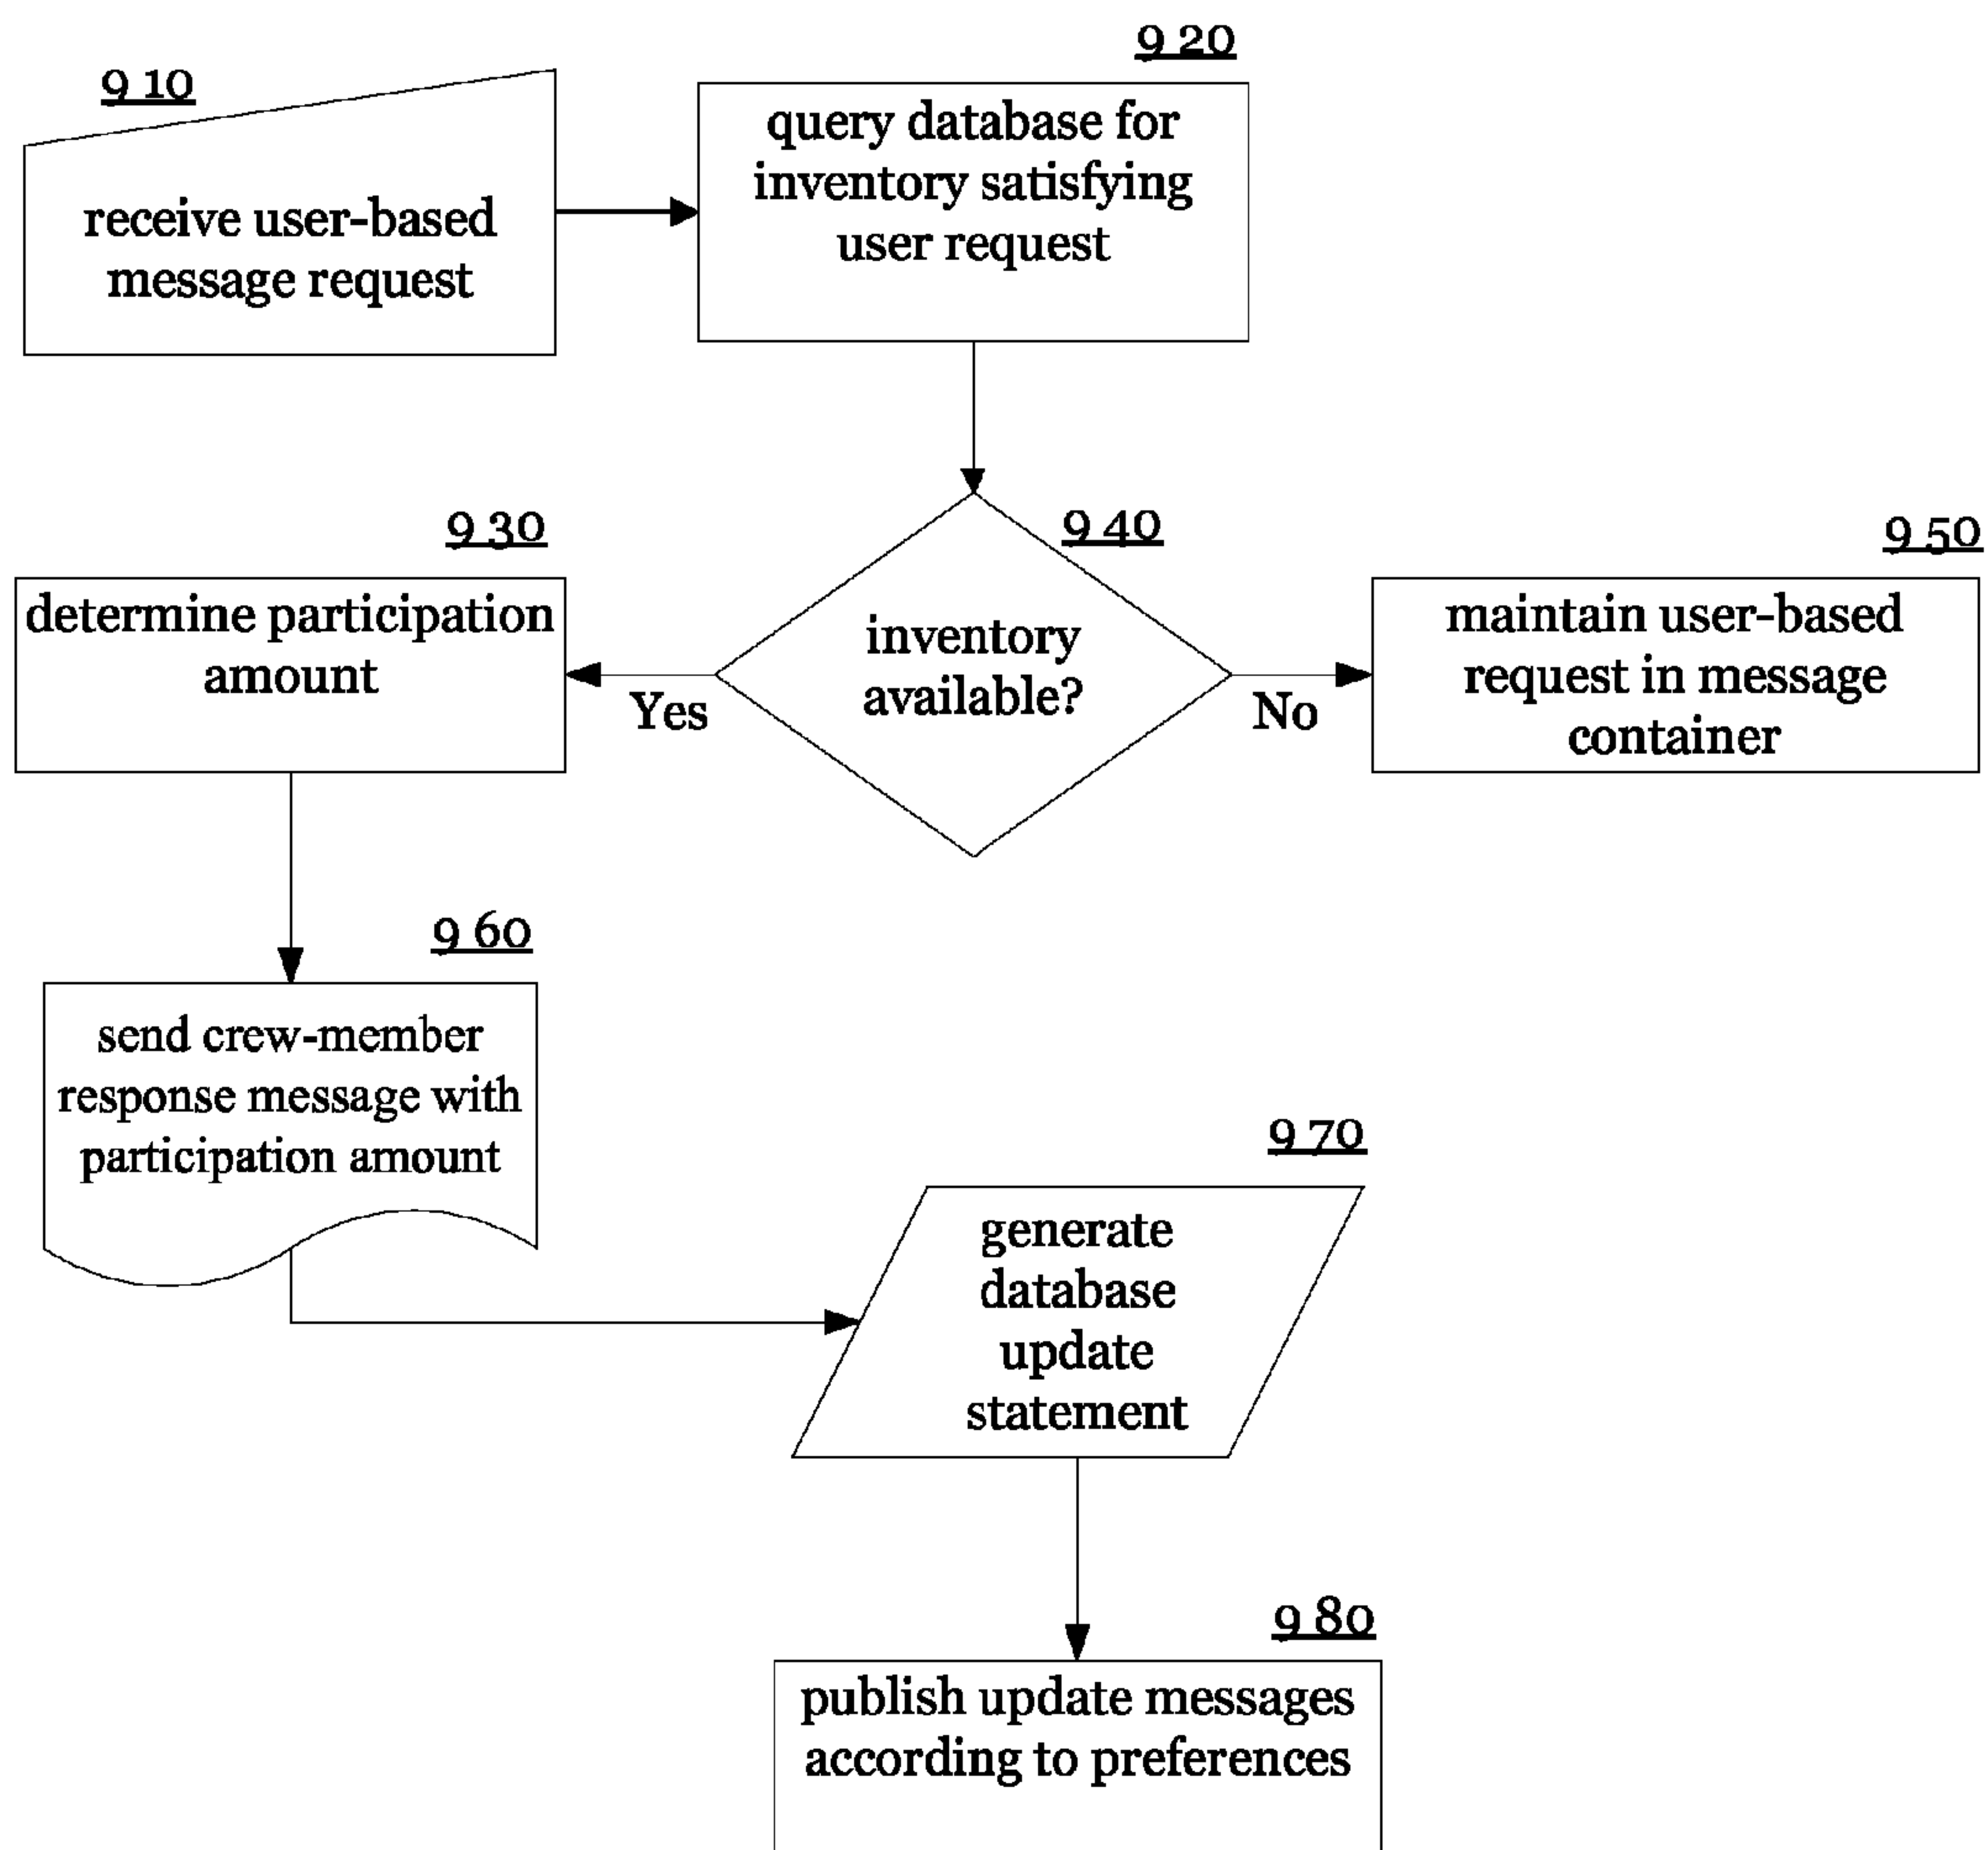 9 10
receive user-based
message request
9 20
query database for
inventory satisfying
user request
9 30
determine participation
amount
Yes
9 40
inventory
available?
No
9 50
maintain user-based
request in message
container
9 60
send crew-member
response message with
participation amount
9 70
generate
database
update
statement
9 80
publish update messages
according to preferences